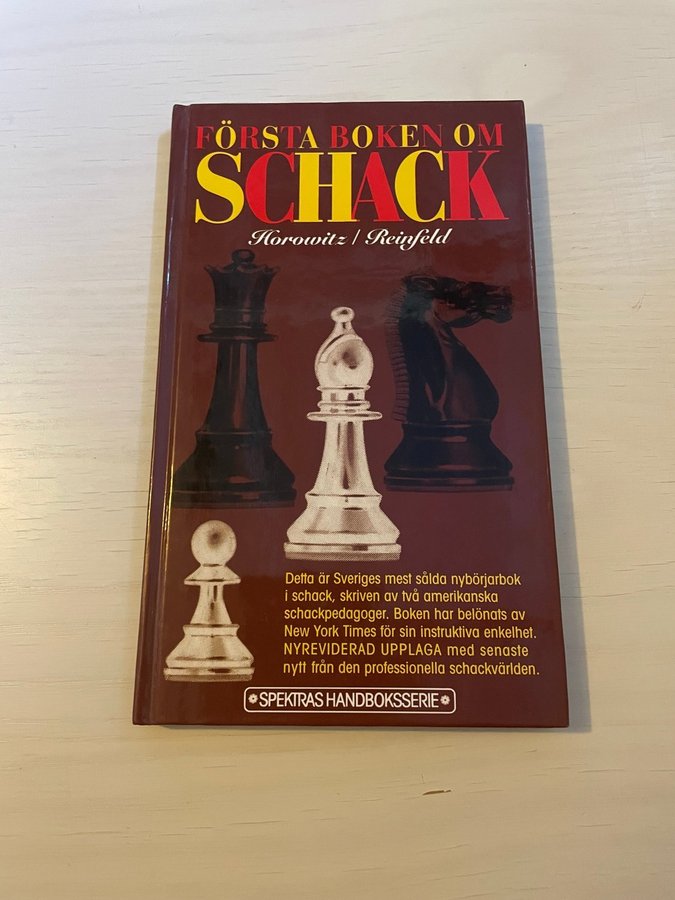 FÖRSTA BOKEN OM
SCHACK
Horowitz / Reinfeld
Detta är Sveriges mest sålda nybörjarbok
i schack, skriven av två amerikanska
schackpedagoger. Boken har belönats av
New York Times för sin instruktiva enkelhet.
NYREVIDERAD UPPLAGA med senaste
nytt från den professionella schackvärlden.
SPEKTRAS HANDBOKSSERIE